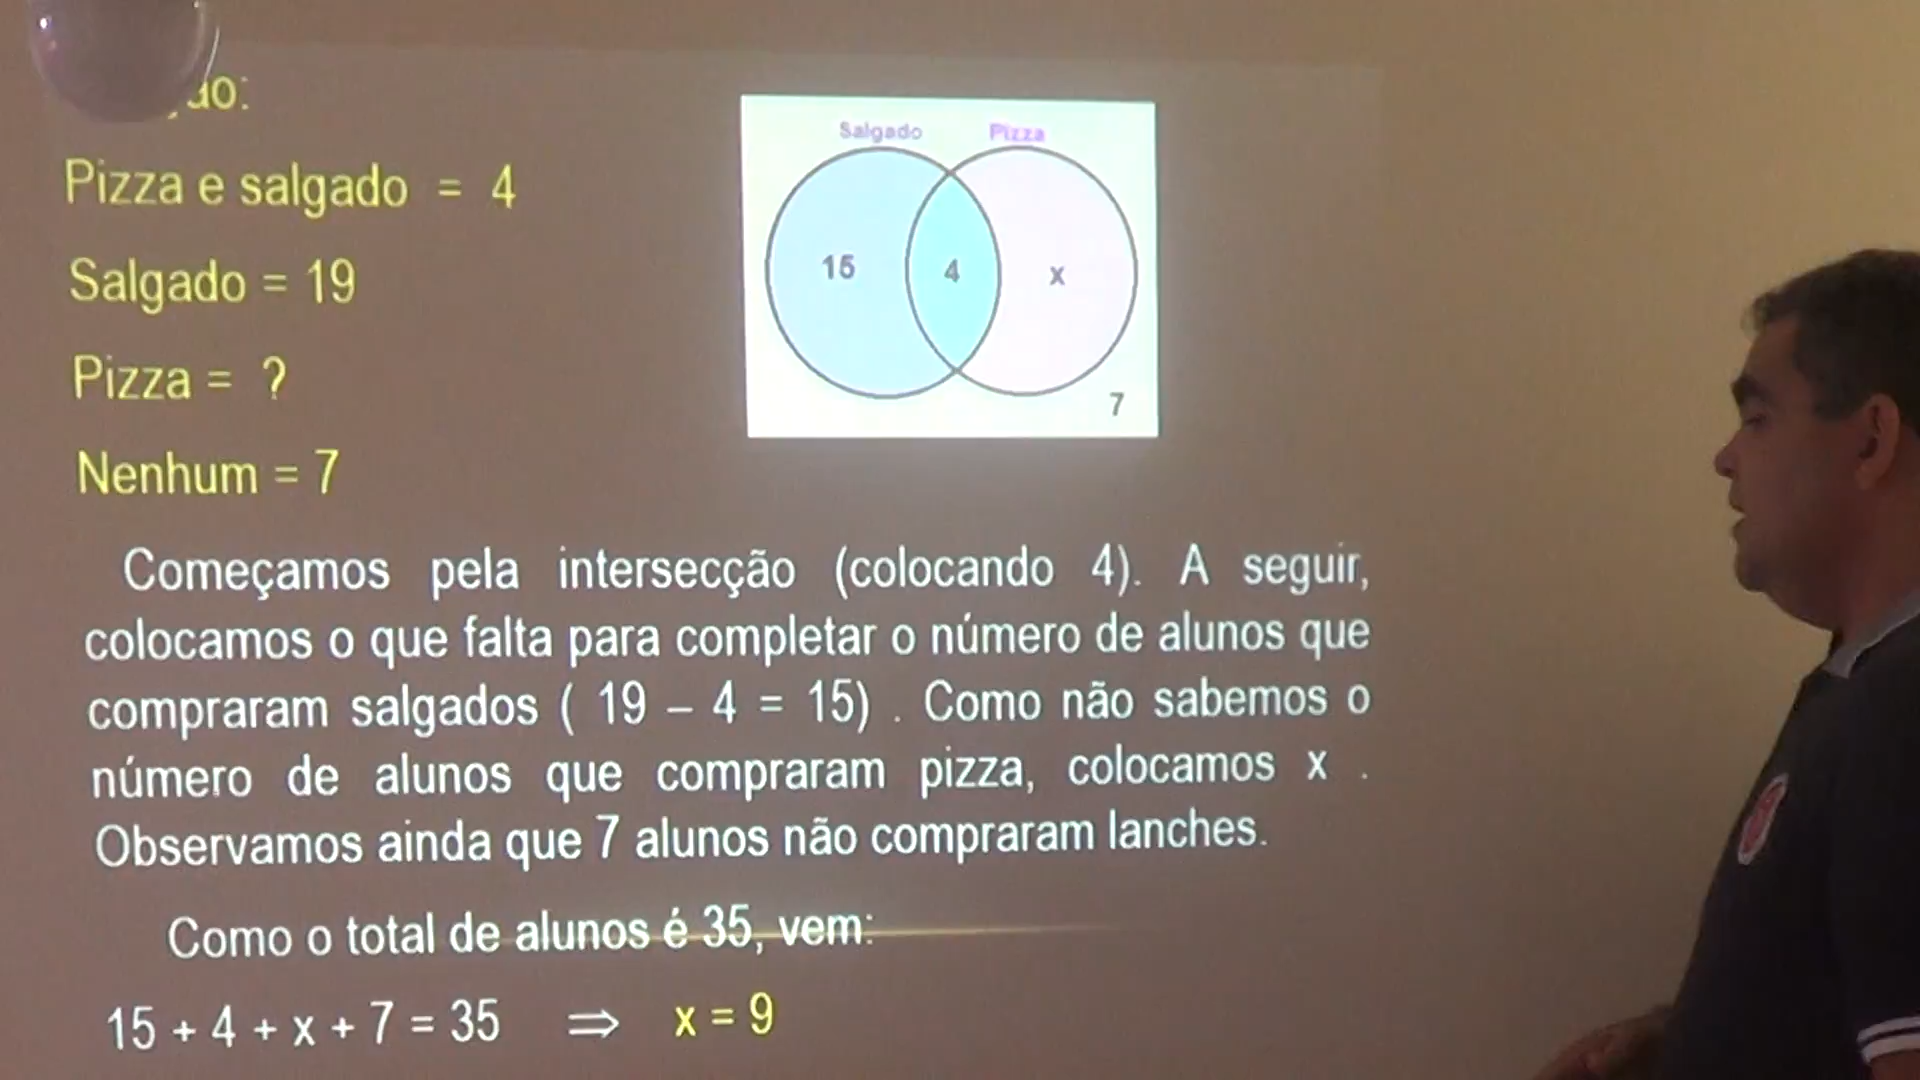 Pizza e salgado = 4
Salgado = 19
Pizza = ?
Nenhum = 7
Salgado Pizza
15 4 x
7
Começamos pela intersecção (colocando 4). A seguir,
colocamos o que falta para completar o número de alunos que
compraram salgados ( 19 – 4 = 15) . Como não sabemos o
número de alunos que compraram pizza, colocamos x .
Observamos ainda que 7 alunos não compraram lanches.
Como o total de alunos é 35, vem:
15 + 4 + x + 7 = 35 ⇒ x = 9